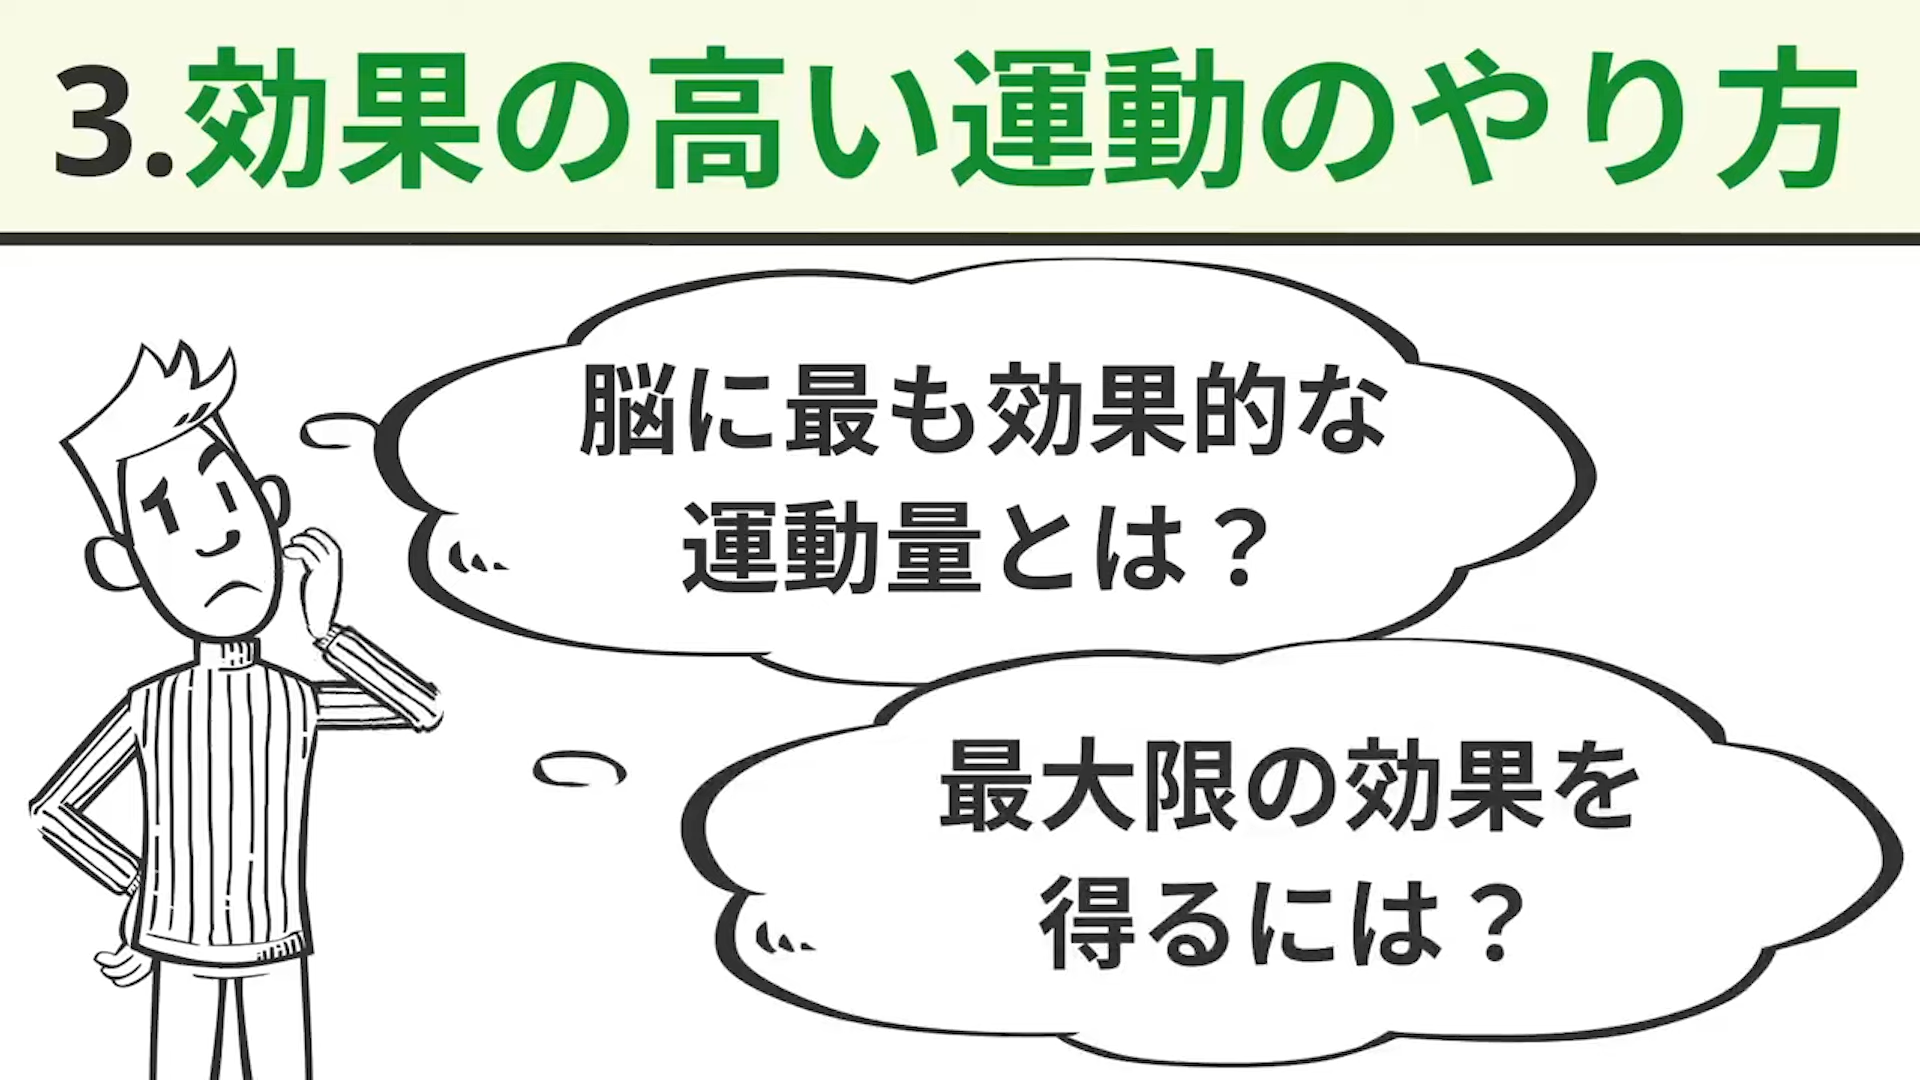 3.効果の高い運動のやり方
脳に最も効果的な
運動量とは？
最大限の効果を
得るには？